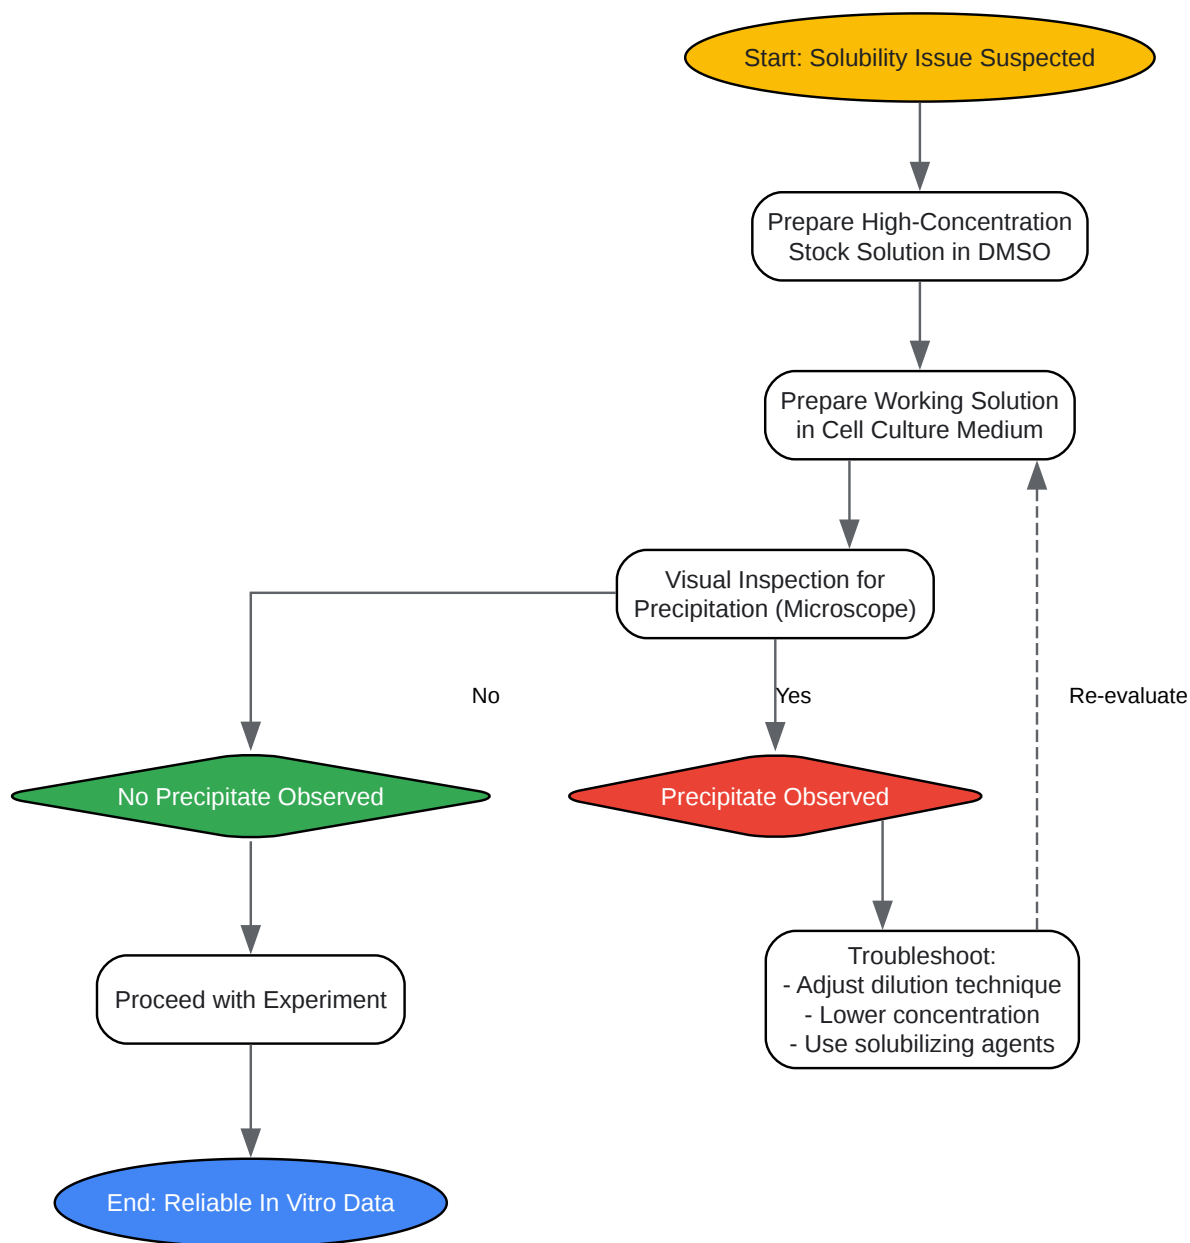 Start: Solubility Issue Suspected
Prepare High-Concentration
Stock Solution in DMSO
Prepare Working Solution
in Cell Culture Medium
Visual Inspection for
Precipitation (Microscope)
No
Yes
Re-evaluate
No Precipitate Observed
Precipitate Observed
Troubleshoot:
- Adjust dilution technique
- Lower concentration
- Use solubilizing agents
Proceed with Experiment
End: Reliable In Vitro Data